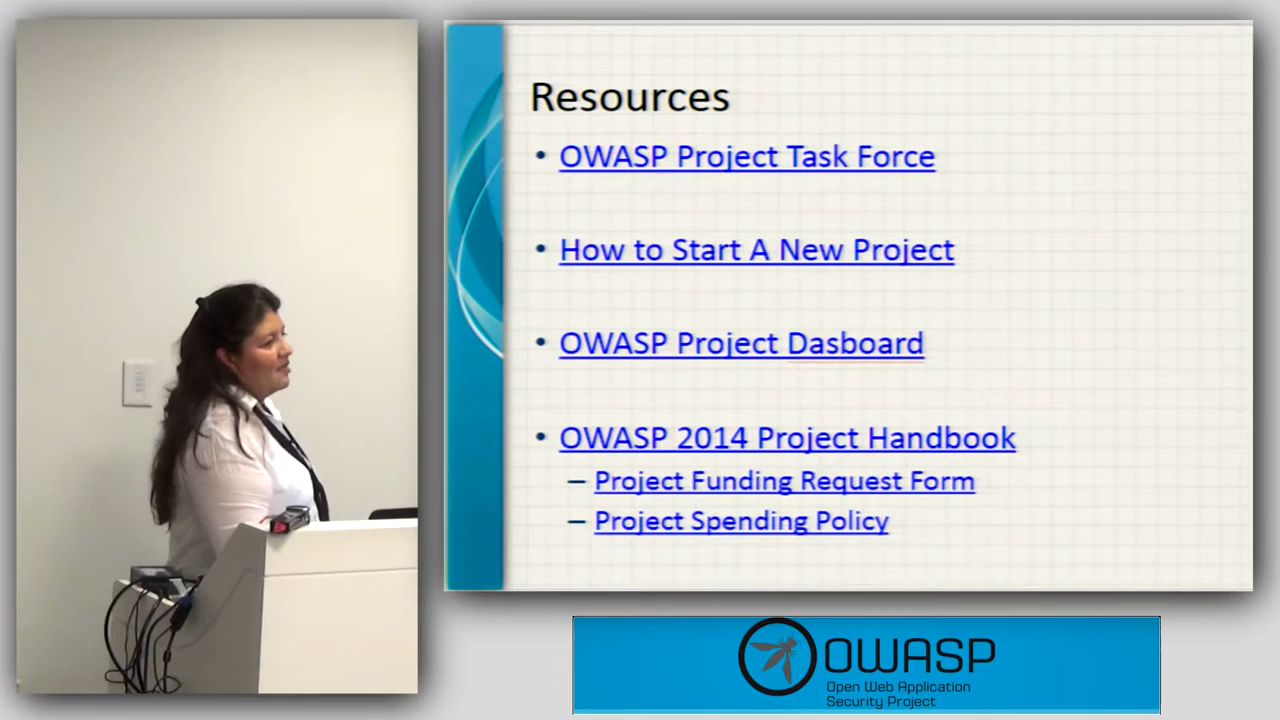 Resources
• OWASP Project Task Force
• How to Start A New Project
• OWASP Project Dasboard
• OWASP 2014 Project Handbook
– Project Funding Request Form
– Project Spending Policy
OWASP
Open Web Application
Security Project